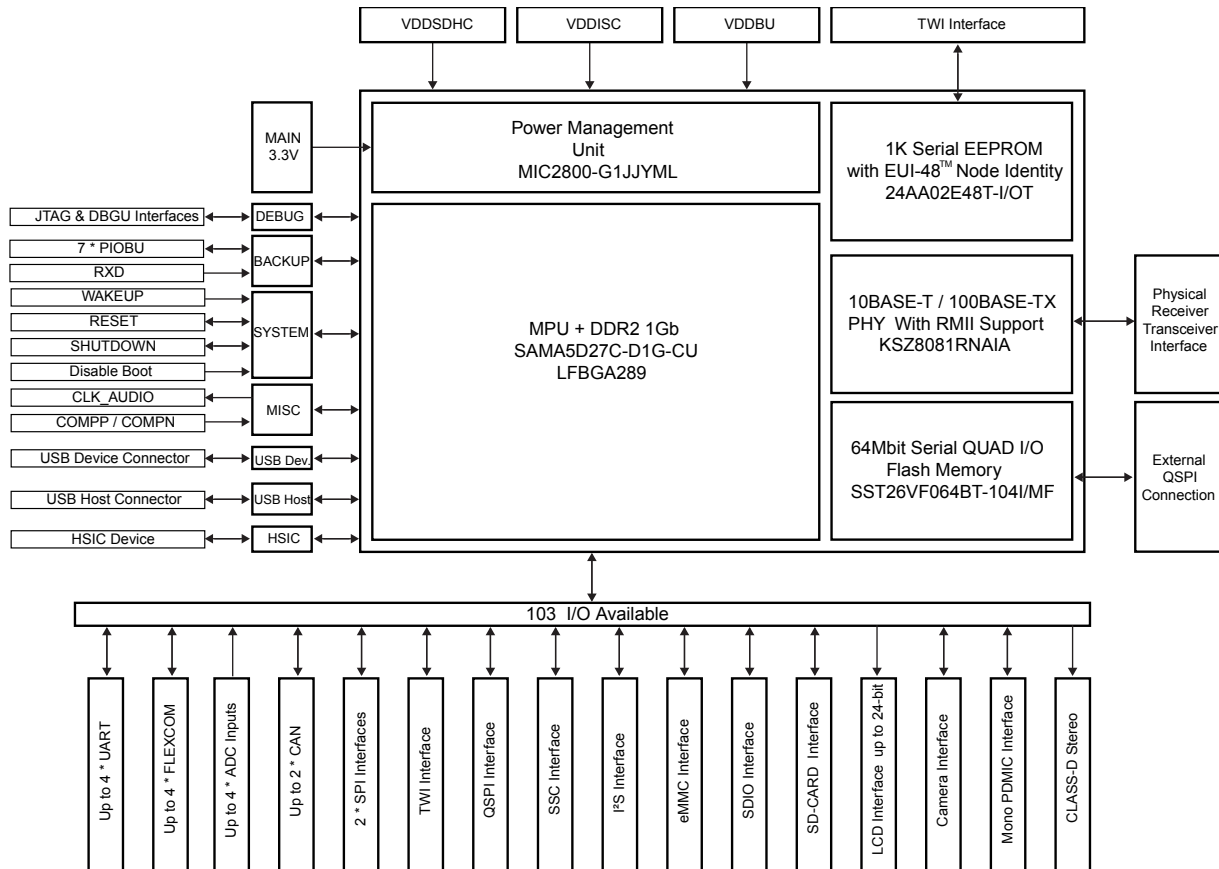 VDDSDHC
VDDISC
VDDBU
TWI Interface
MAIN
3.3V
Power Management
Unit
MIC2800-G1JJYML
1K Serial EEPROM
with EUI-48™ Node Identity
24AA02E48T-I/OT
JTAG & DBGU Interfaces
DEBUG
7 * PIOBU
RXD
BACKUP
WAKEUP
RESET
SHUTDOWN
Disable Boot
SYSTEM
CLK_AUDIO
COMPP / COMPN
MISC
USB Device Connector
USB Dev.
USB Host Connector
USB Host
HSIC Device
HSIC
MPU + DDR2 1Gb
SAMA5D27C-D1G-CU
LFBGA289
10BASE-T / 100BASE-TX
PHY With RMII Support
KSZ8081RNAIA
Physical
Receiver
Transceiver
Interface
64Mbit Serial QUAD I/O
Flash Memory
SST26VF064BT-104I/MF
External
QSPI
Connection
103 I/O Available
Up to 4 * UART
Up to 4 * FLEXCOM
Up to 4 * ADC Inputs
Up to 2 * CAN
2 * SPI Interfaces
TWI Interface
QSPI Interface
SSC Interface
I²S Interface
eMMC Interface
SDIO Interface
SD-CARD Interface
LCD Interface up to 24-bit
Camera Interface
Mono PDMIC Interface
CLASS-D Stereo